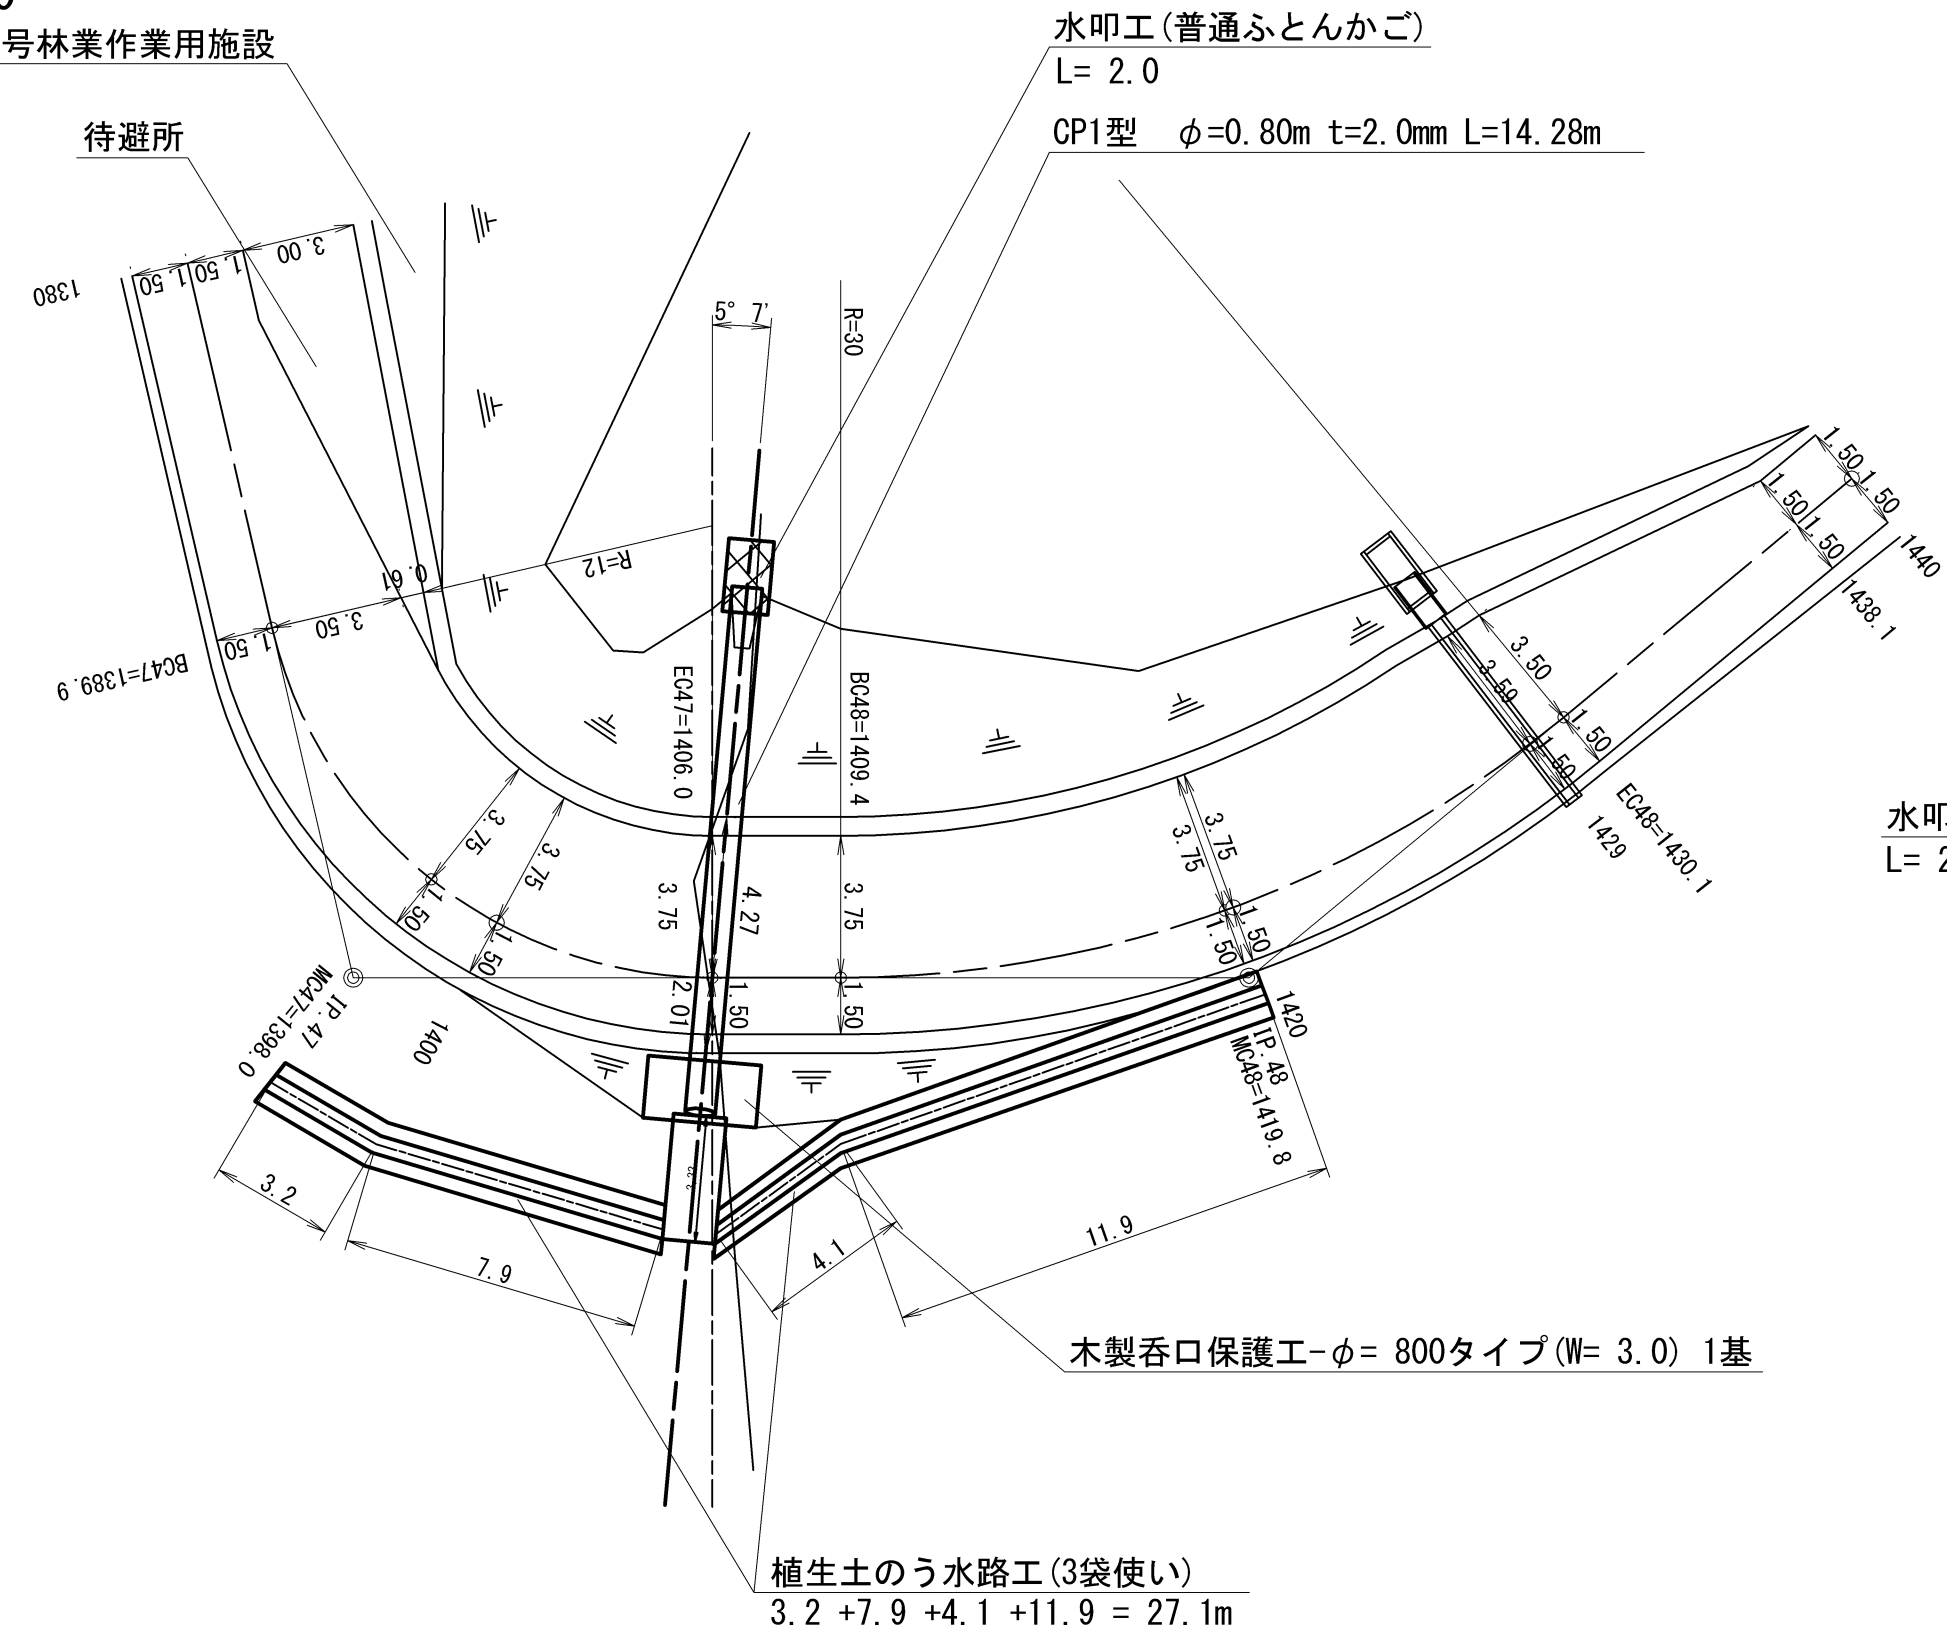 号林業作業用施設
待避所
水叩工(普通ふとんかご)
L= 2.0
CP1型 φ=0.80m t=2.0mm L=14.28m
1380
1.50
1.50
3.00
5° 7'
R=30
R=12
0.61
3.50
1.50
BC47=1389.9
EC47=1406.0
BC48=1409.4
1.50
1.50
1.50
1.50
1440
1438.1
3.50
3.59
1.50
1.50
EC48=1430.1
1429
水叩
L= 2
3.75
3.75
1.50
1.50
3.75
4.27
3.75
2.01
1.50
1.50
3.75
3.75
1.50
1.50
IP.47
MC47=1398.0
1400
1420
IP.48
MC48=1419.8
3.2
7.9
4.1
11.9
木製呑口保護工-φ= 800タイプ(W= 3.0) 1基
植生土のう水路工(3袋使い)
3.2 +7.9 +4.1 +11.9 = 27.1m